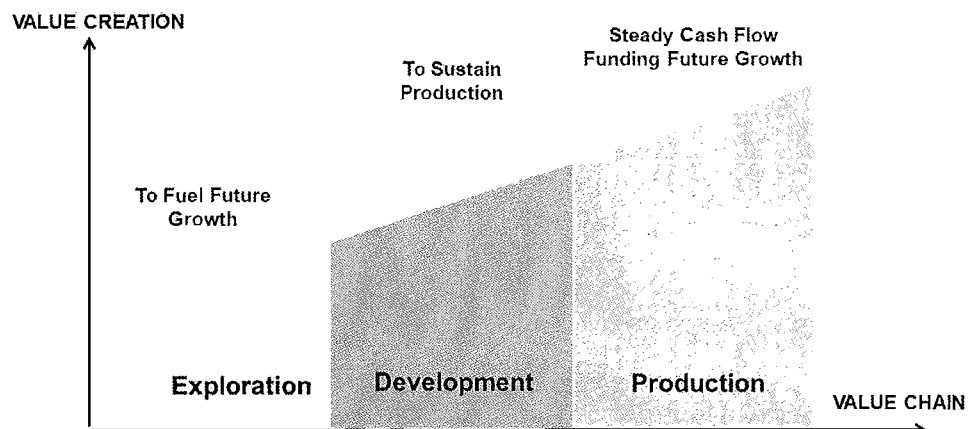 VALUE CREATION
Steady Cash Flow
Funding Future Growth
To Sustain
Production
To Fuel Future
Growth
Exploration
Development
Production
VALUE CHAIN